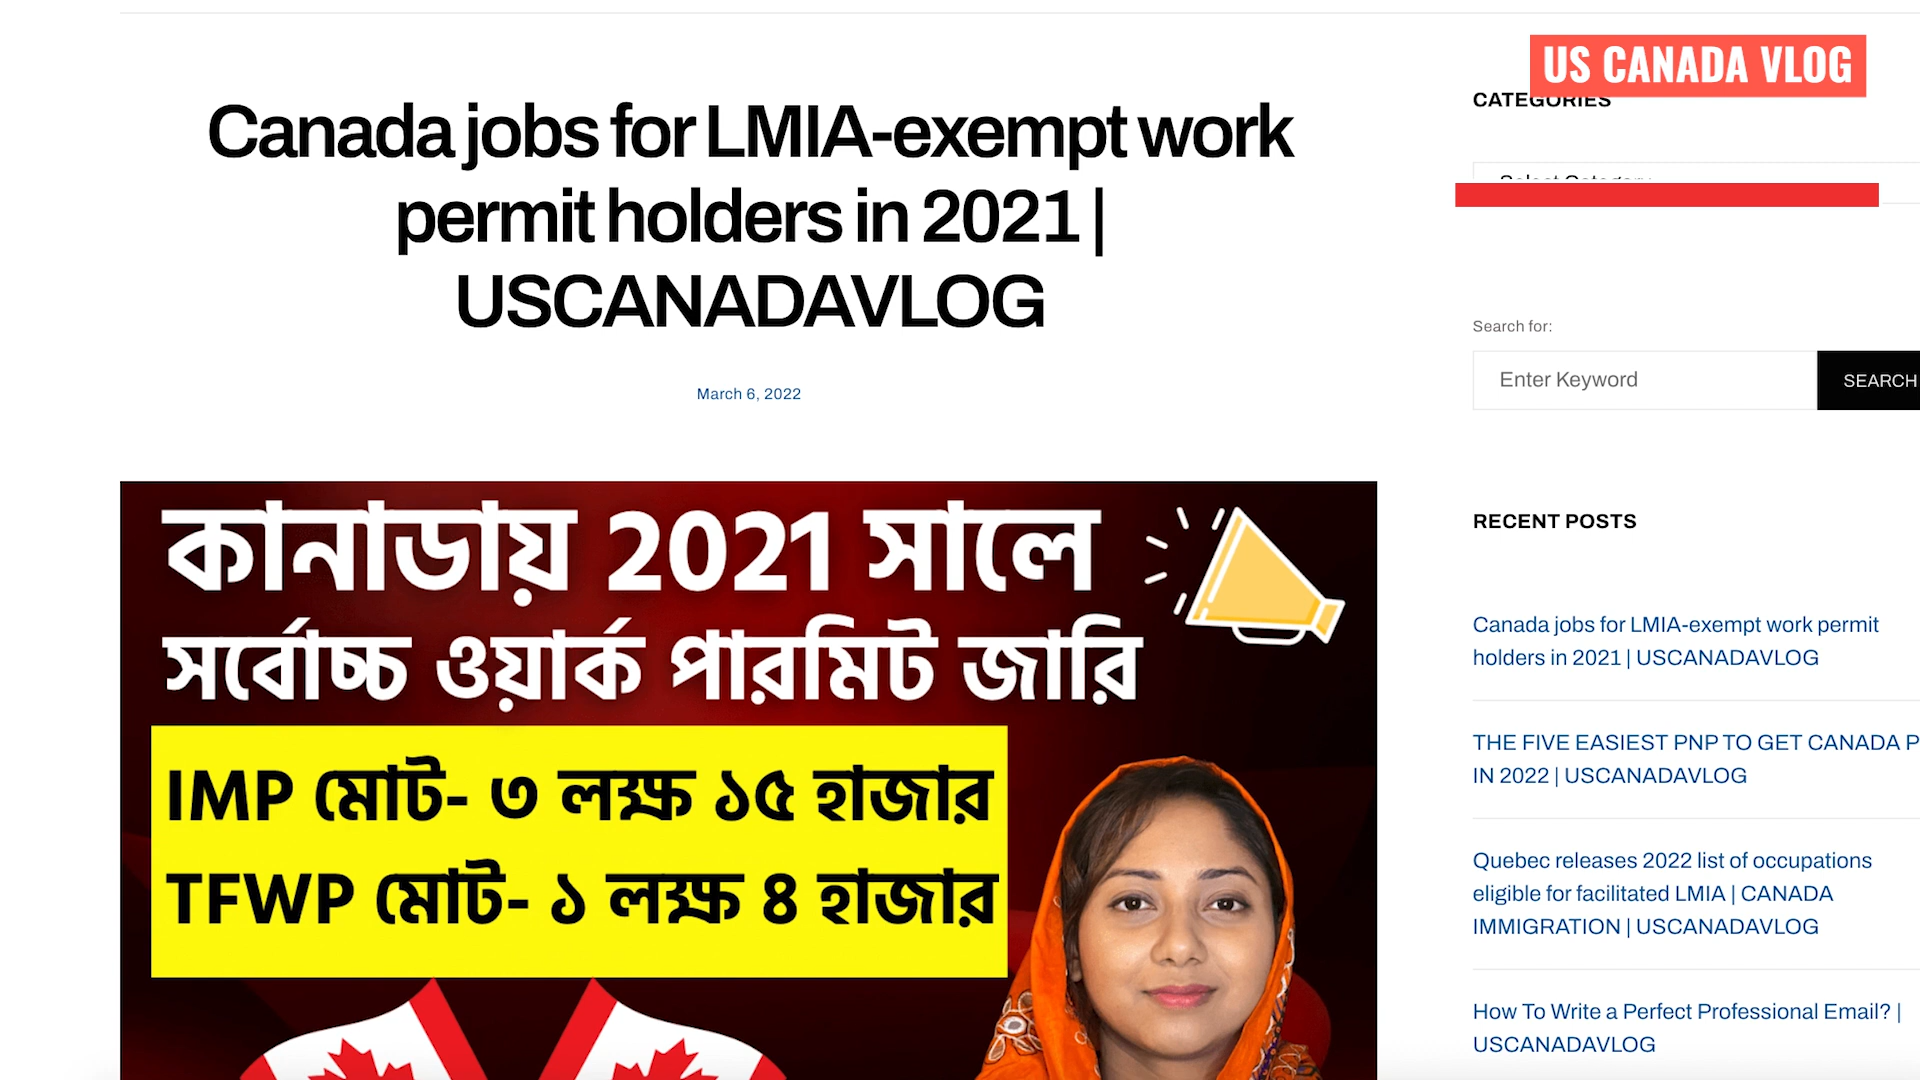 US CANADA VLOG
Canada jobs for LMIA-exempt work
permit holders in 2021 |
USCANADAVLOG
March 6, 2022
কানাডায় 2021 সালে
সর্বোচ্চ ওয়ার্ক পারমিট জারি
IMP মোট- ৩ লক্ষ ১৫ হাজার
TFWP মোট- ১ লক্ষ ৪ হাজার
CATEGORIES
Select Category
Search for:
Enter Keyword
SEARCH
RECENT POSTS
Canada jobs for LMIA-exempt work permit
holders in 2021 | USCANADAVLOG
THE FIVE EASIEST PNP TO GET CANADA P
IN 2022 | USCANADAVLOG
Quebec releases 2022 list of occupations
eligible for facilitated LMIA | CANADA
IMMIGRATION | USCANADAVLOG
How To Write a Perfect Professional Email? |
USCANADAVLOG